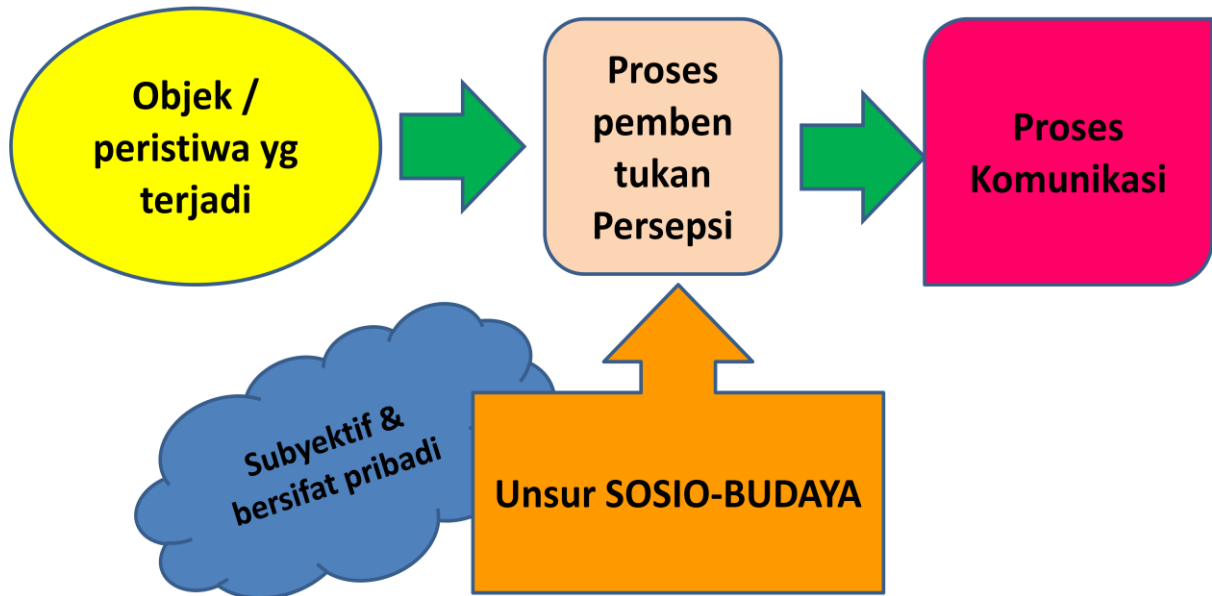 Objek /
peristiwa yg
terjadi
Proses
pemben
tukan
Persepsi
Proses
Komunikasi
Subyektif &
bersifat pribadi
Unsur SOSIO-BUDAYA